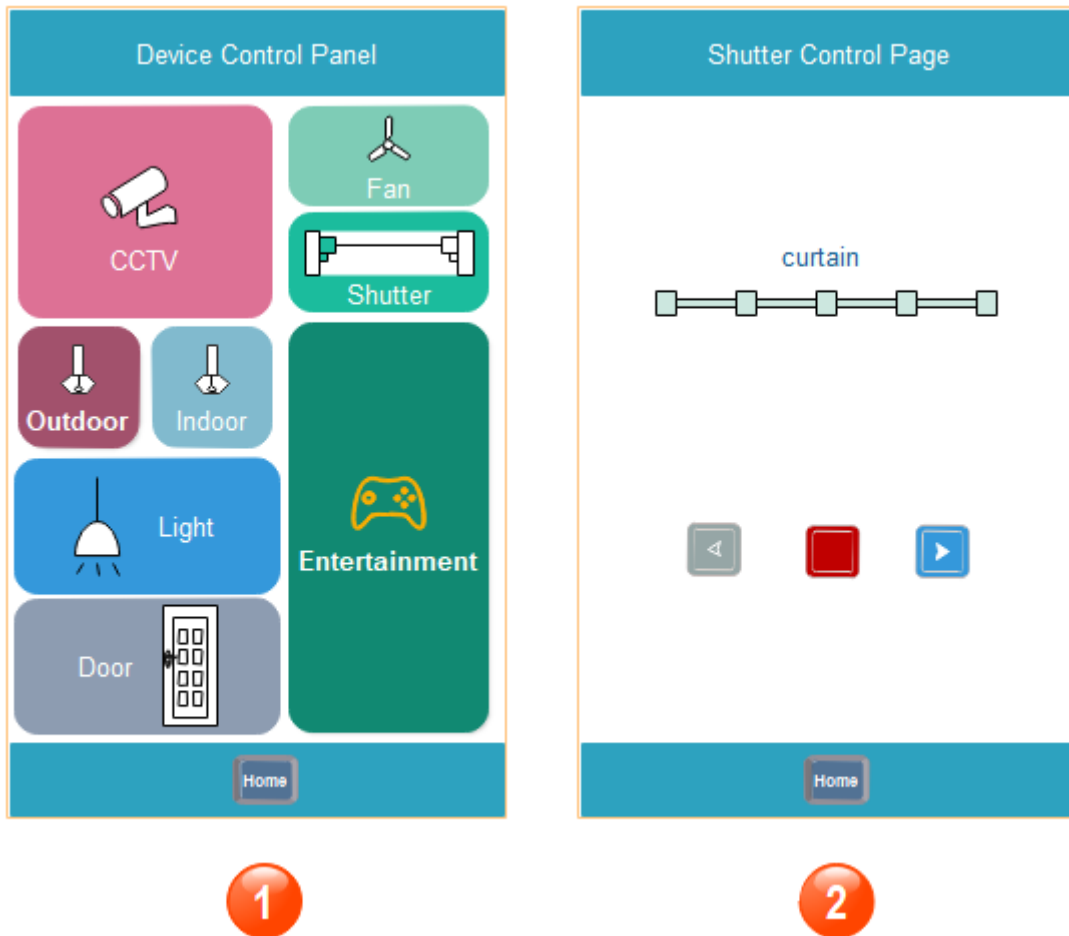 Device Control Panel
CCTV
Fan
Shutter
Outdoor
Indoor
Light
Entertainment
Door
Home
1
Shutter Control Page
curtain
Home
2